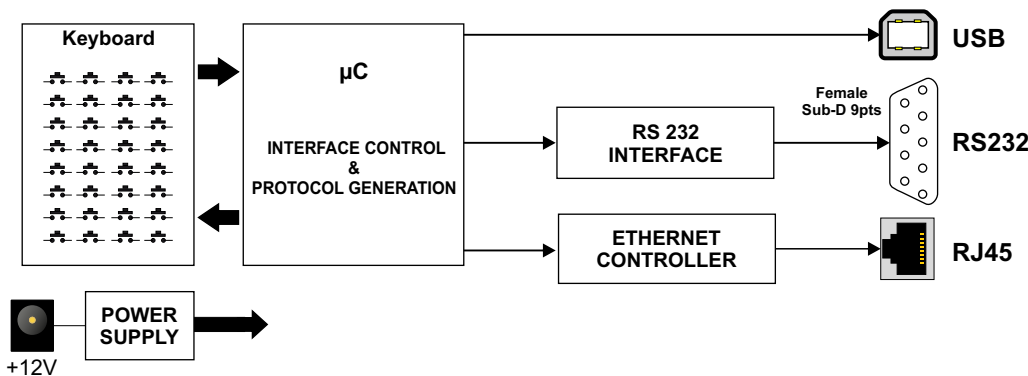 Keyboard
µC
INTERFACE CONTROL
&
PROTOCOL GENERATION
USB
RS 232
INTERFACE
Female
Sub-D 9pts
RS232
ETHERNET
CONTROLLER
RJ45
POWER
SUPPLY
+12V